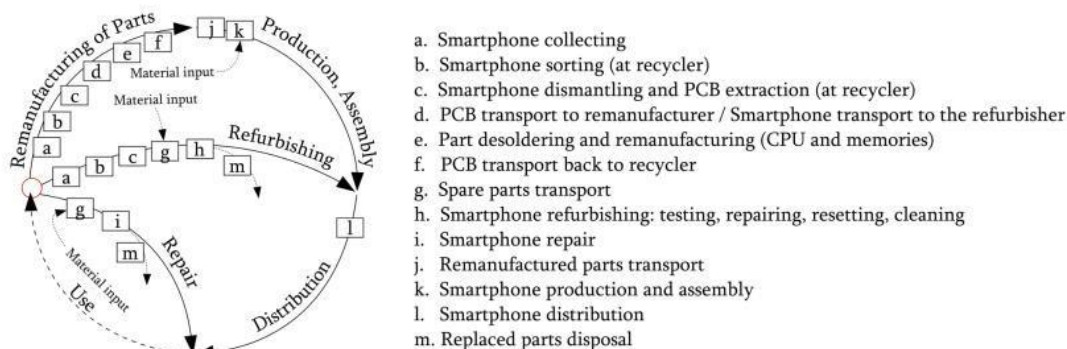 Remanufacturing of Parts
a
b
c
d
e
f
j
k
Production, Assembly
Material input
Material input
a
b
c
g
h
Refurbishing
m
g
i
m
Repair
Material input
Use
l
Distribution
a. Smartphone collecting
b. Smartphone sorting (at recycler)
c. Smartphone dismantling and PCB extraction (at recycler)
d. PCB transport to remanufacturer / Smartphone transport to the refurbisher
e. Part desoldering and remanufacturing (CPU and memories)
f. PCB transport back to recycler
g. Spare parts transport
h. Smartphone refurbishing: testing, repairing, resetting, cleaning
i. Smartphone repair
j. Remanufactured parts transport
k. Smartphone production and assembly
l. Smartphone distribution
m. Replaced parts disposal